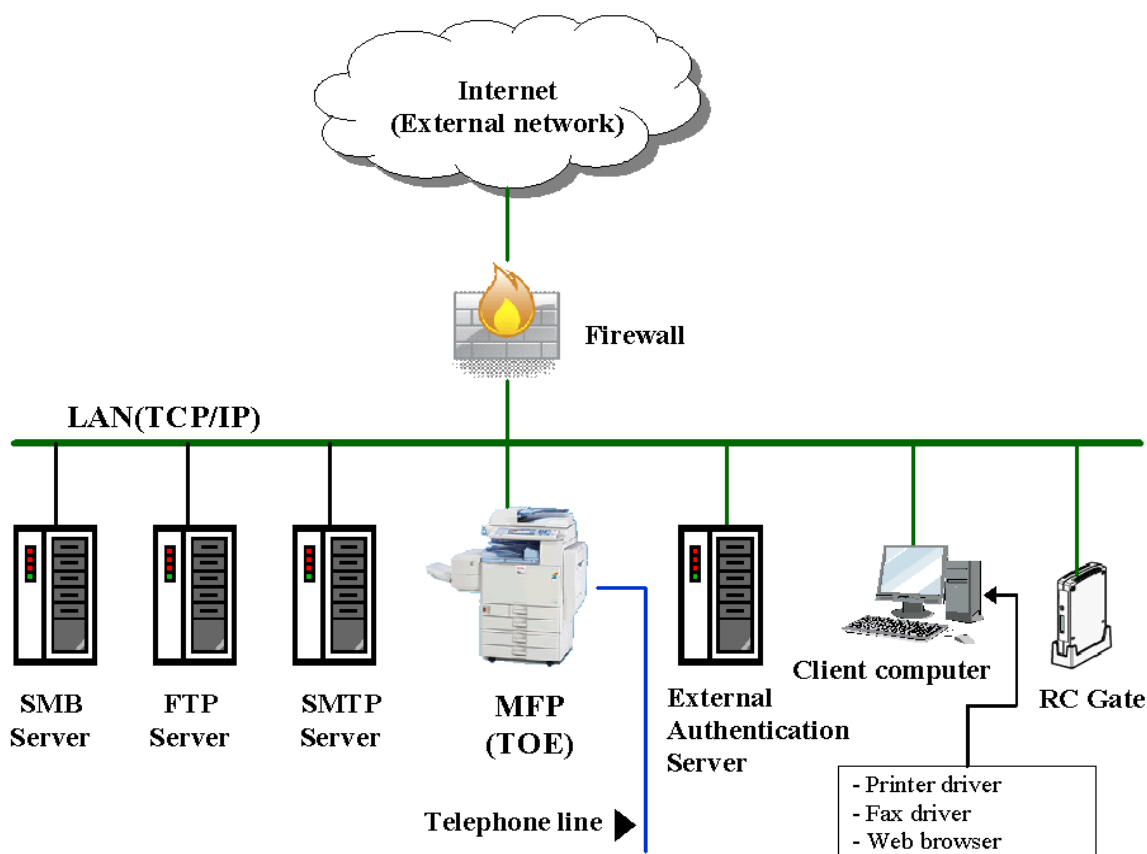 Internet
(External network)
Firewall
LAN(TCP/IP)
SMB
Server
FTP
Server
SMTP
Server
MFP
(TOE)
External
Authentication
Server
Client computer
RC Gate
Telephone line
- Printer driver
- Fax driver
- Web browser